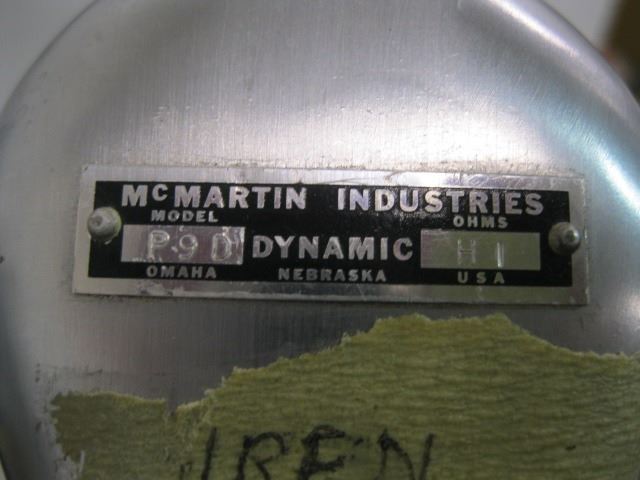 McMARTIN INDUSTRIES
MODEL OHMS
P9D DYNAMIC HI
OMAHA NEBRASKA USA